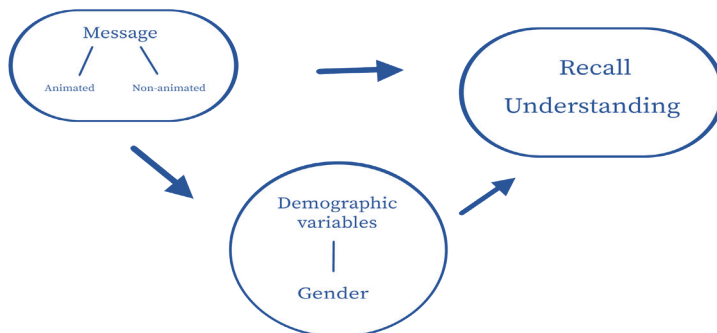 Message
Animated
Non-animated
Recall
Understanding
Demographic
variables
Gender